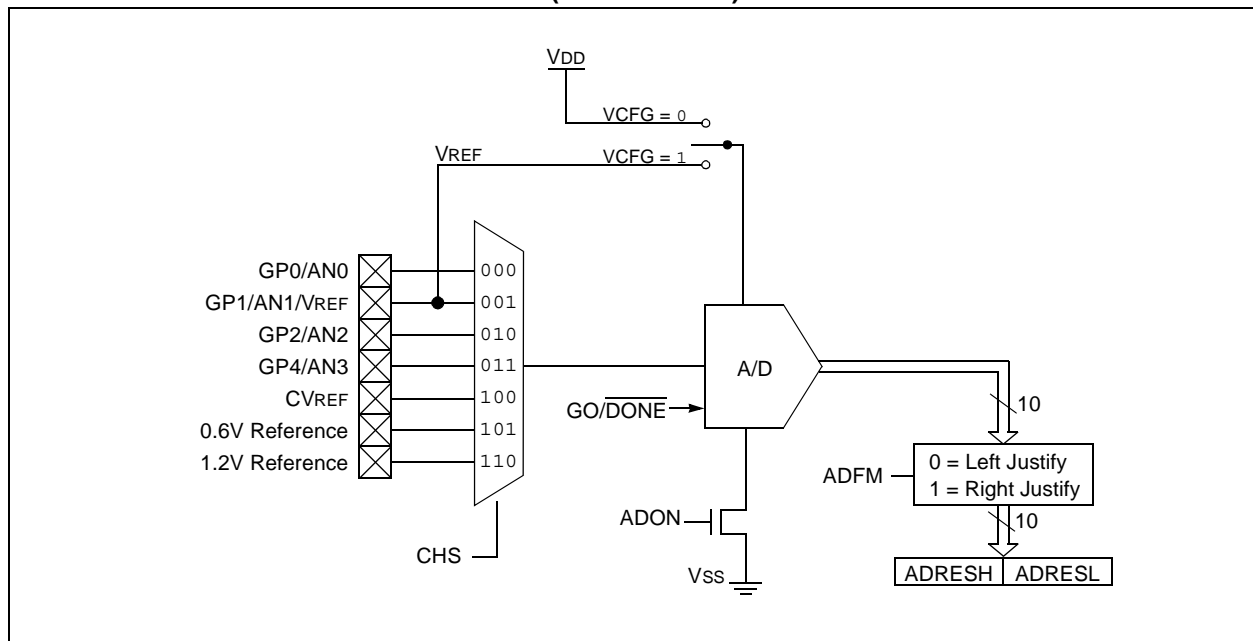 VDD
VCFG = 0
VREF
VCFG = 1
GP0/AN0
000
GP1/AN1/VREF
001
GP2/AN2
010
GP4/AN3
011
CVREF
100
0.6V Reference
101
1.2V Reference
110
A/D
GO/DONE
10
ADFM
0 = Left Justify
1 = Right Justify
ADON
10
CHS
VSS
ADRESH ADRESL